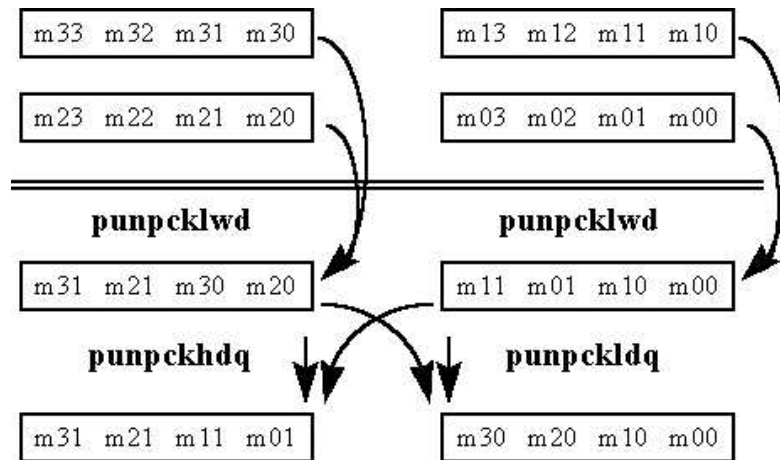 m33 m32 m31 m30 m13 m12 m11 m10
m23 m22 m21 m20 m03 m02 m01 m00
punpcklwd punpcklwd
m31 m21 m30 m20 m11 m01 m10 m00
punpckhdq punpckldq
m31 m21 m11 m01 m30 m20 m10 m00